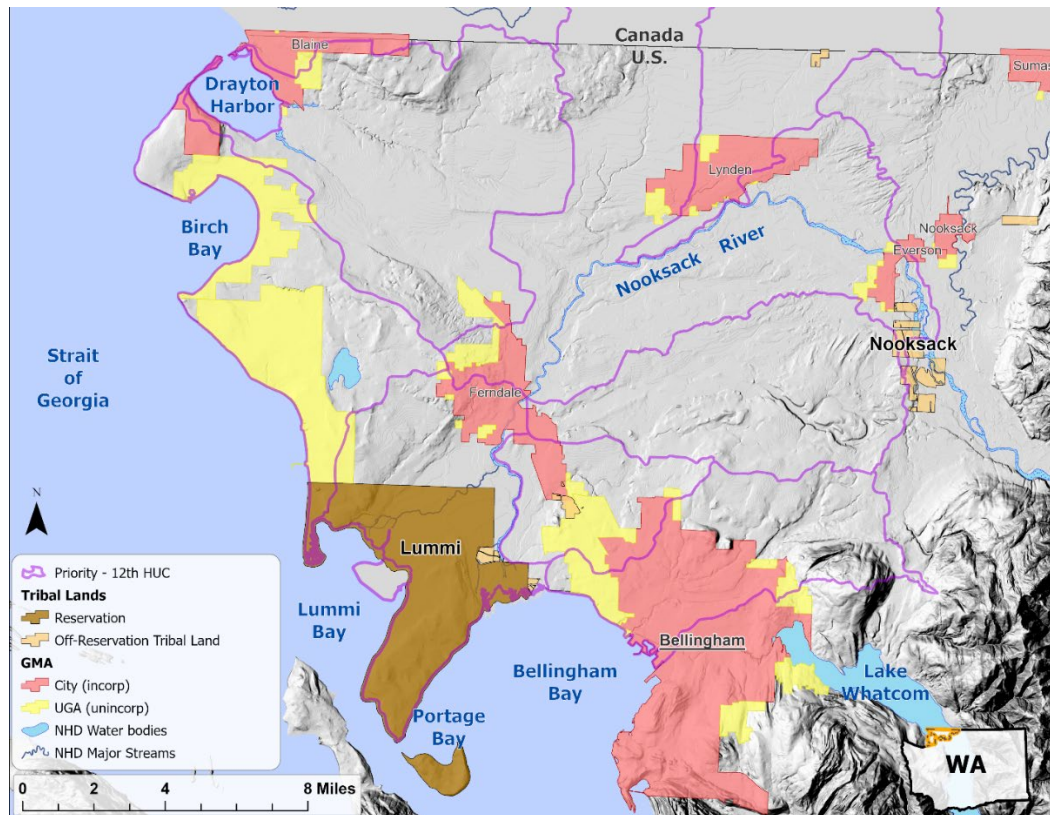 Canada
U.S.
Blaine
Sumas
Drayton
Harbor
Lynden
Birch
Bay
Nooksack River
Nooksack
Everson
Nooksack
Strait
of
Georgia
Ferndale
N
Lummi
Priority - 12th HUC
Tribal Lands
Reservation
Off-Reservation Tribal Land
GMA
City (incorp)
UGA (unincorp)
NHD Water bodies
NHD Major Streams
Lummi
Bay
Bellingham
Bellingham
Bay
Lake
Whatcom
Portage
Bay
WA
0 2 4 8 Miles